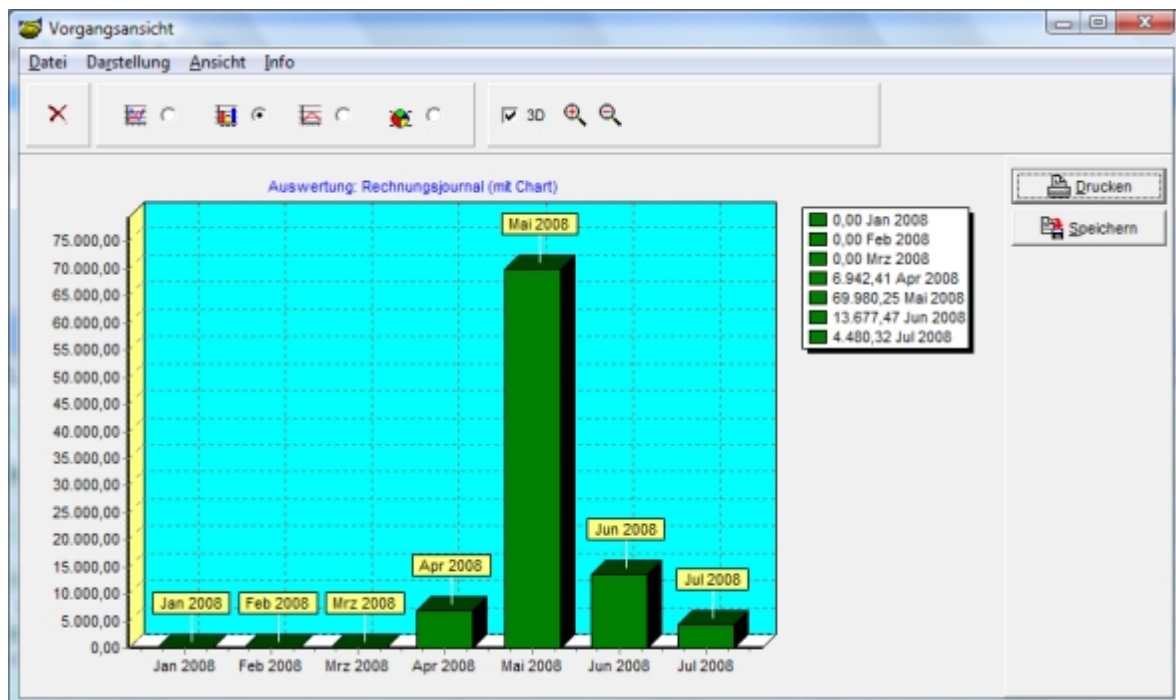 Vorgangsansicht
Datei Darstellung Ansicht Info
3D
Auswertung: Rechnungsjournal (mit Chart)
Drucken
Speichern
75.000,00
70.000,00
65.000,00
60.000,00
55.000,00
50.000,00
45.000,00
40.000,00
35.000,00
30.000,00
25.000,00
20.000,00
15.000,00
10.000,00
5.000,00
0,00
Jan 2008
Feb 2008
Mrz 2008
Apr 2008
Mai 2008
Jun 2008
Jul 2008
Jan 2008 Feb 2008 Mrz 2008 Apr 2008 Mai 2008 Jun 2008 Jul 2008
0,00 Jan 2008
0,00 Feb 2008
0,00 Mrz 2008
6.942,41 Apr 2008
69.980,25 Mai 2008
13.677,47 Jun 2008
4.480,32 Jul 2008